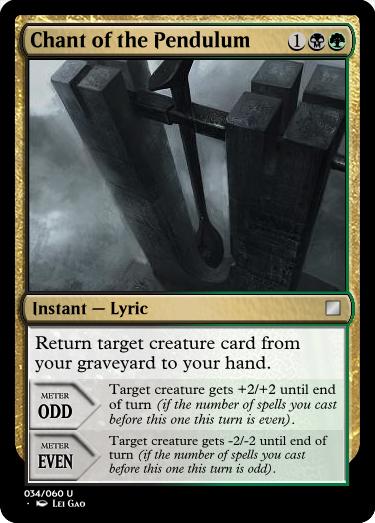 Chant of the Pendulum 1
Instant — Lyric
Return target creature card from
your graveyard to your hand.
METER
ODD
Target creature gets +2/+2 until end
of turn (if the number of spells you cast
before this one this turn is even).
METER
EVEN
Target creature gets -2/-2 until end of
turn (if the number of spells you cast
before this one this turn is odd).
034/060 U
· Lei Gao